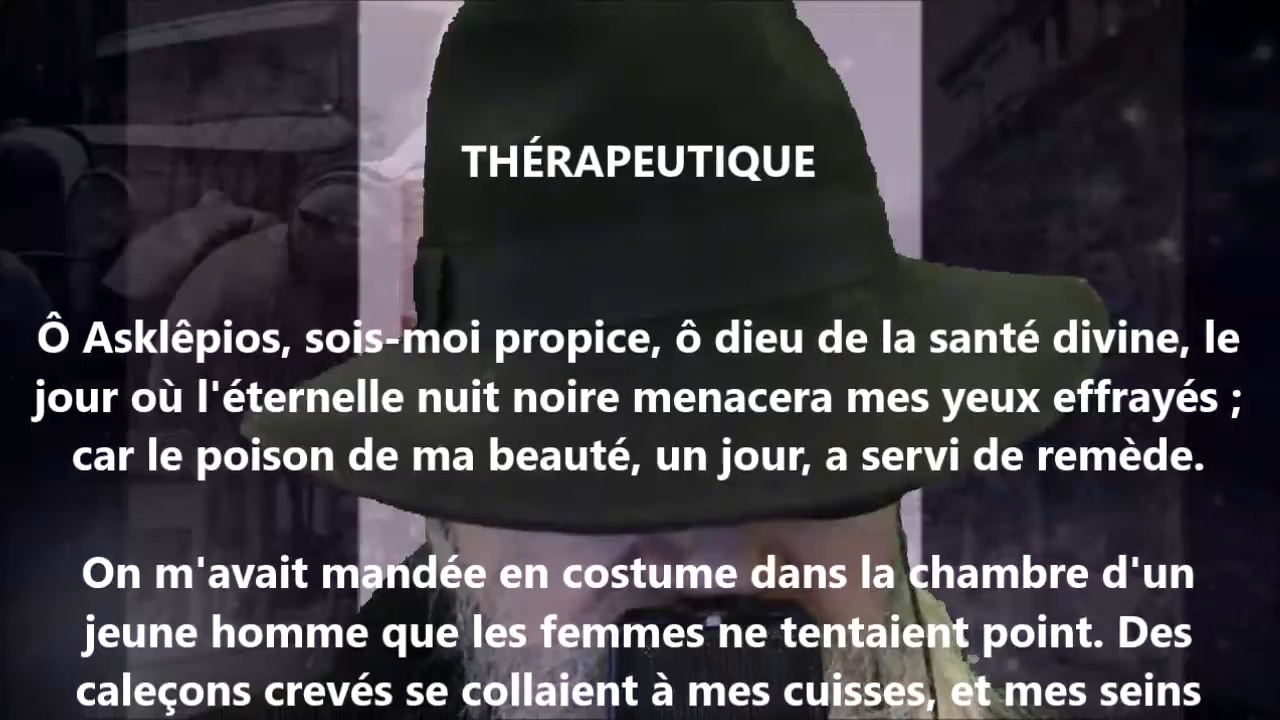 THÉRAPEUTIQUE
Ô Asklêpios, sois-moi propice, ô dieu de la santé divine, le
jour où l'éternelle nuit noire menacera mes yeux effrayés ;
car le poison de ma beauté, un jour, a servi de remède.
On m'avait mandée en costume dans la chambre d'un
jeune homme que les femmes ne tentaient point. Des
caleçons crevés se collaient à mes cuisses, et mes seins